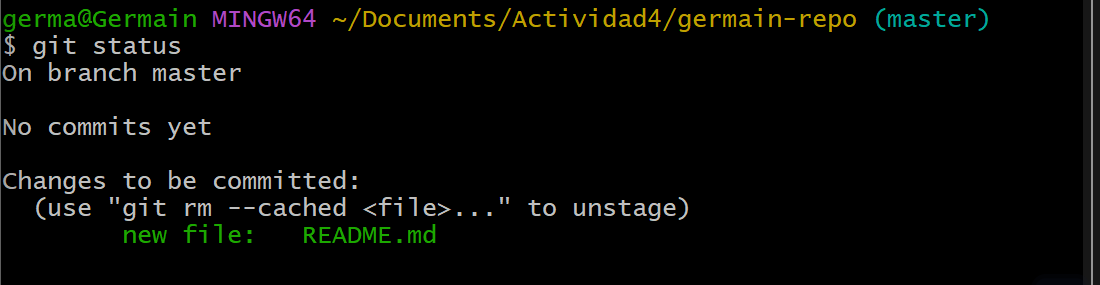 germa@Germain MINGW64 ~/Documents/Actividad4/germain-repo (master)
$ git status
On branch master
No commits yet
Changes to be committed:
(use "git rm --cached <file>..." to unstage)
new file: README.md